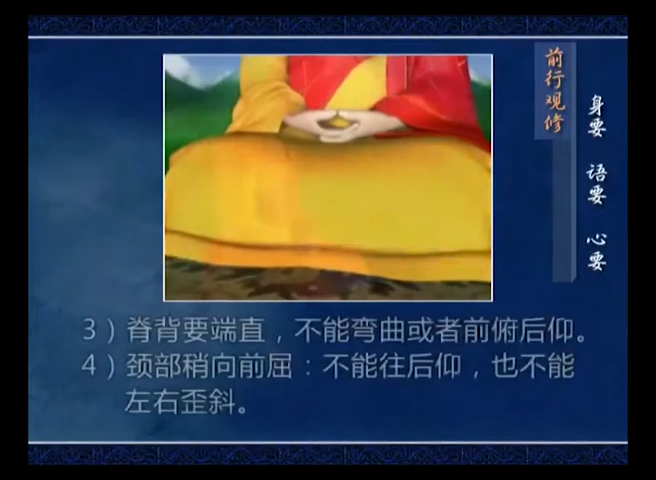 前行观修
身要 语要 心要
3）脊背要端直，不能弯曲或者前俯后仰。
4）颈部稍向前屈：不能往后仰，也不能
左右歪斜。